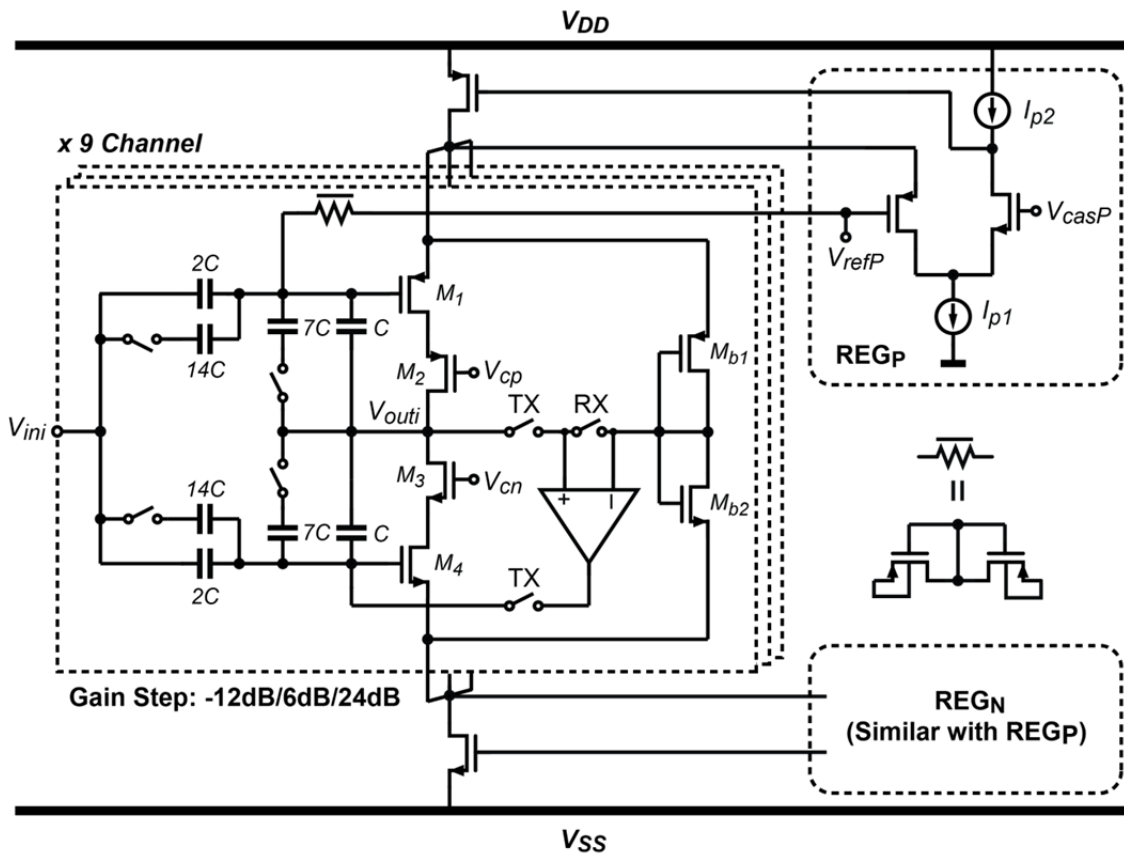 VDD
x 9 Channel
Ip2
2C
VcasP
VrefP
M1
7C
C
14C
Ip1
REGP
M2
Vcp
Mb1
Vouti
TX
RX
Vini
M3
Vcn
+
–
Mb2
14C
7C
C
M4
2C
TX
Gain Step: -12dB/6dB/24dB
REGN
(Similar with REGP)
VSS